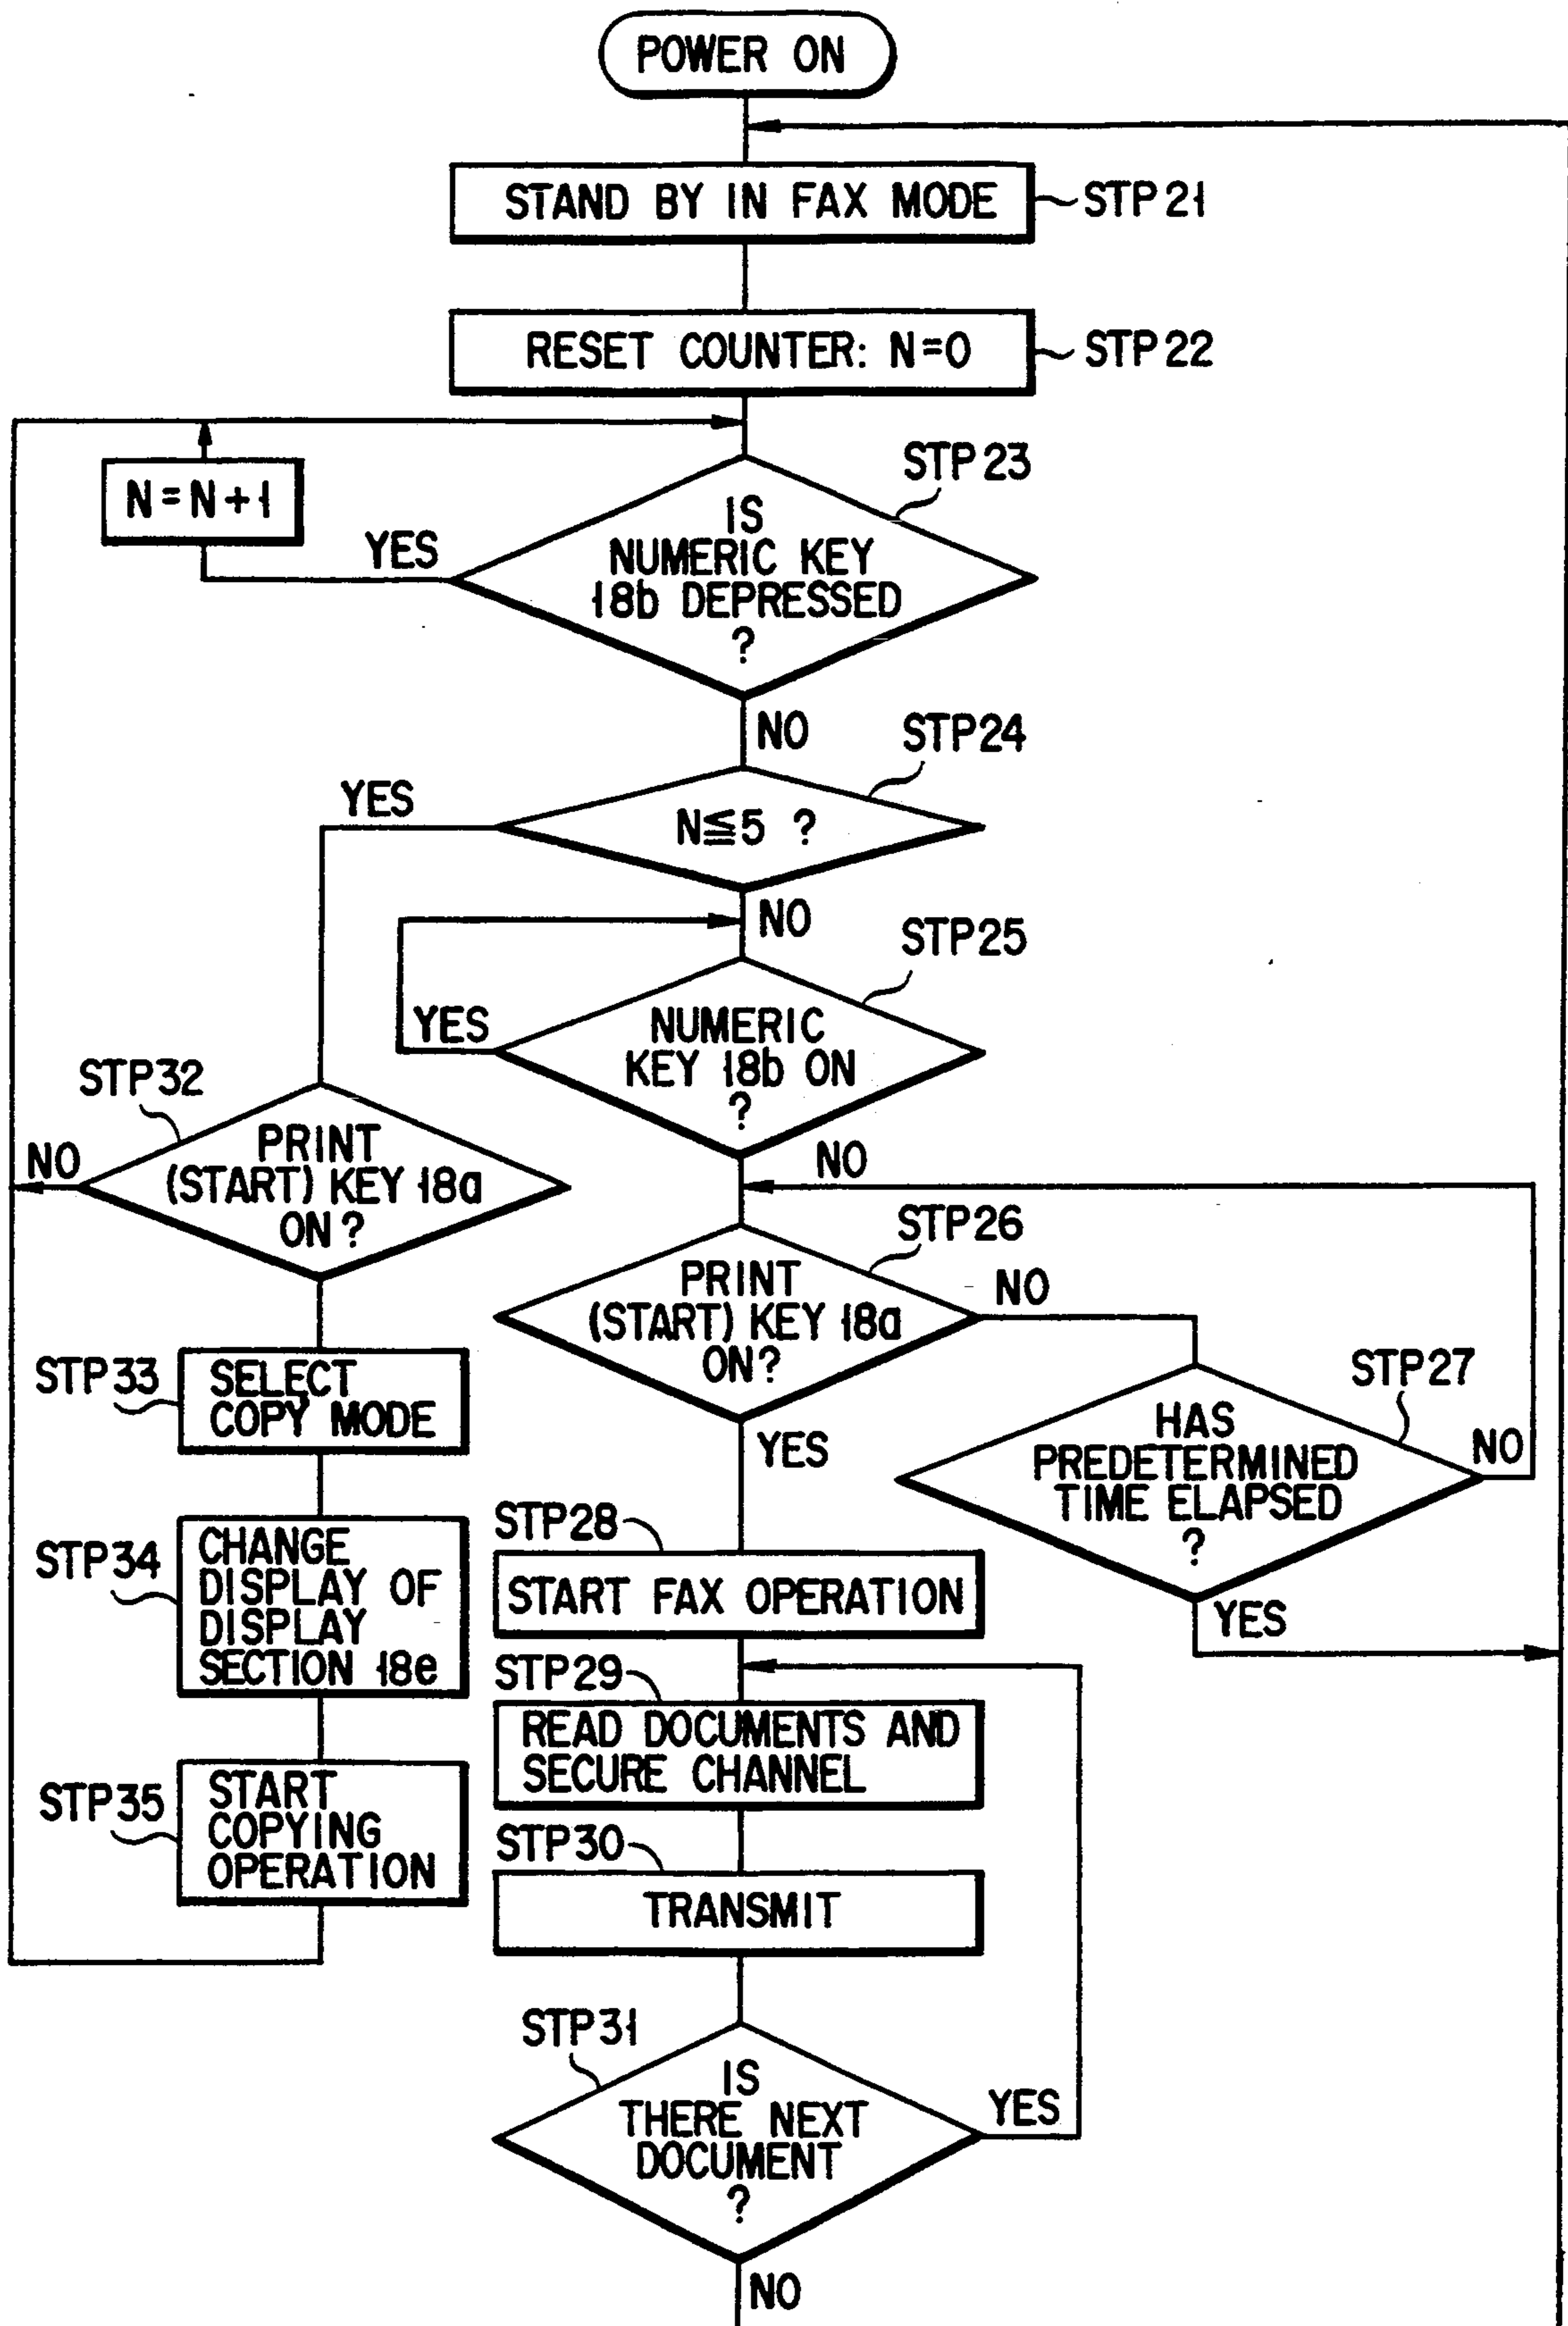 POWER ON
STAND BY IN FAX MODE
STP21
RESET COUNTER: N=0
STP22
N=N+1
YES
STP23
IS
NUMERIC KEY
18b DEPRESSED
?
NO
STP24
YES
N≦5 ?
NO
STP25
YES
NUMERIC
KEY 18b ON
?
NO
STP32
NO
PRINT
(START) KEY 18a
ON?
STP26
PRINT
(START) KEY 18a
ON?
NO
YES
STP27
HAS
PREDETERMINED
TIME ELAPSED
?
NO
YES
STP33
SELECT
COPY MODE
STP34
CHANGE
DISPLAY OF
DISPLAY
SECTION 18e
STP35
START
COPYING
OPERATION
STP28
START FAX OPERATION
STP29
READ DOCUMENTS AND
SECURE CHANNEL
STP30
TRANSMIT
STP31
IS
THERE NEXT
DOCUMENT
?
YES
NO